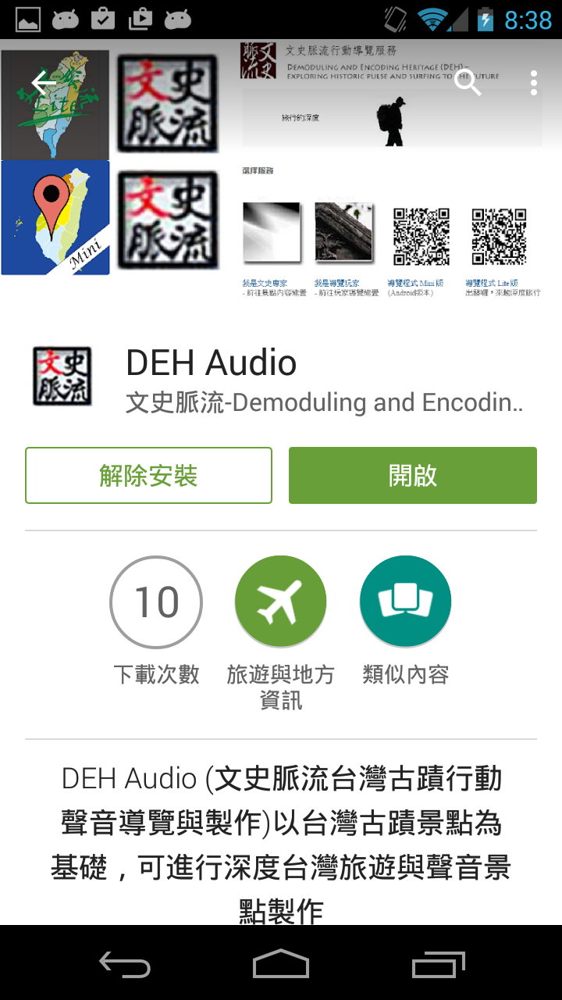 8:38
文史脈流行動導覽服務
DEMODULING AND ENCODING HERITAGE (DEH) -
EXPLORING HISTORIC PULSE AND SURFING TO THE FUTURE
旅行的深度
文史
脈流
選擇服務
Mini
文史
脈流
我是文史專家
- 前往景點內容建置
我是導覽玩家
- 前往玩家導覽建置
導覽程式 Mini 版
(Android版本)
導覽程式 Lite 版
出發囉，來趟深度旅行
文史
脈流
DEH Audio
文史脈流-Demoduling and Encodin..
解除安裝
開啟
10
下載次數
旅遊與地方
資訊
類似內容
DEH Audio (文史脈流台灣古蹟行動
聲音導覽與製作)以台灣古蹟景點為
基礎，可進行深度台灣旅遊與聲音景
點製作